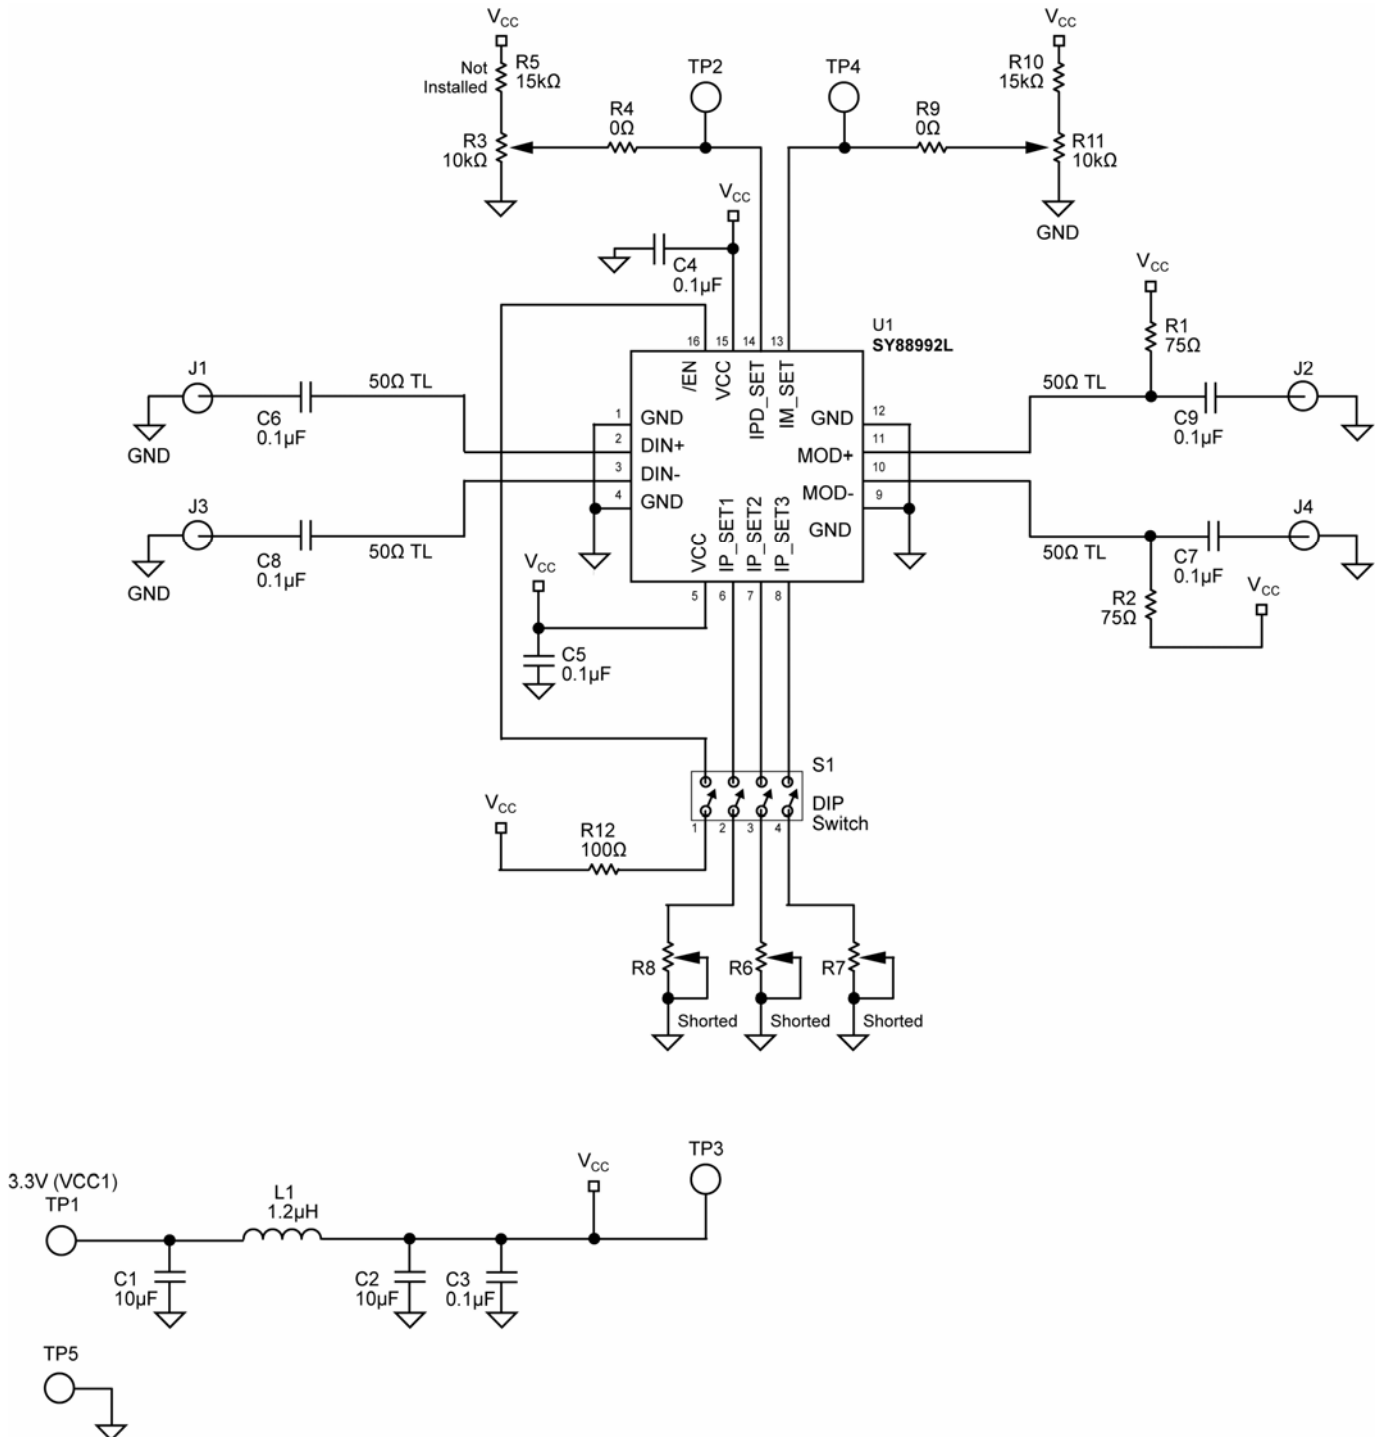 VCC
VCC
Not
Installed
R5
15kΩ
TP2
TP4
R10
15kΩ
R4
0Ω
R9
0Ω
R3
10kΩ
R11
10kΩ
VCC
GND
C4
0.1µF
VCC
U1
SY88992L
R1
75Ω
16
15
14
13
J1
50Ω TL
/EN
VCC
IPD_SET
IM_SET
50Ω TL
J2
C6
0.1µF
GND
1
GND
2
DIN+
3
DIN-
4
GND
12
GND
11
MOD+
10
MOD-
9
GND
C9
0.1µF
J3
50Ω TL
C8
0.1µF
GND
VCC
IP_SET1
IP_SET2
IP_SET3
50Ω TL
J4
C7
0.1µF
VCC
5
6
7
8
R2
75Ω
VCC
C5
0.1µF
S1
DIP
Switch
VCC
R12
100Ω
1
2
3
4
R8
R6
R7
Shorted
Shorted
Shorted
3.3V (VCC1)
TP1
L1
1.2µH
VCC
TP3
C1
10µF
C2
10µF
C3
0.1µF
TP5